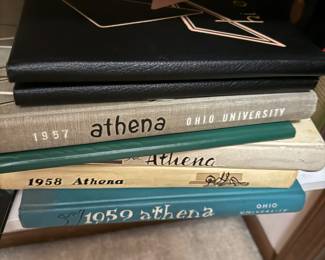 1957 athena OHIO UNIVERSITY
Athena
1958 Athena
1959 athena OHIO UNIVERSITY